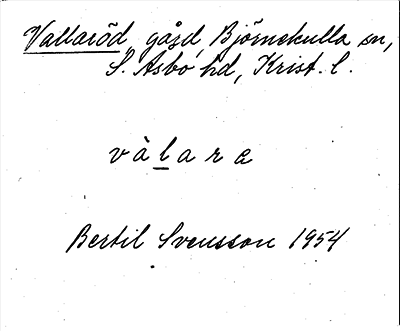 Vallaröd, gård, Björnekulla sn,
S. Åsbo hd, Krist. l.
vàlara
Bertil Svensson 1954